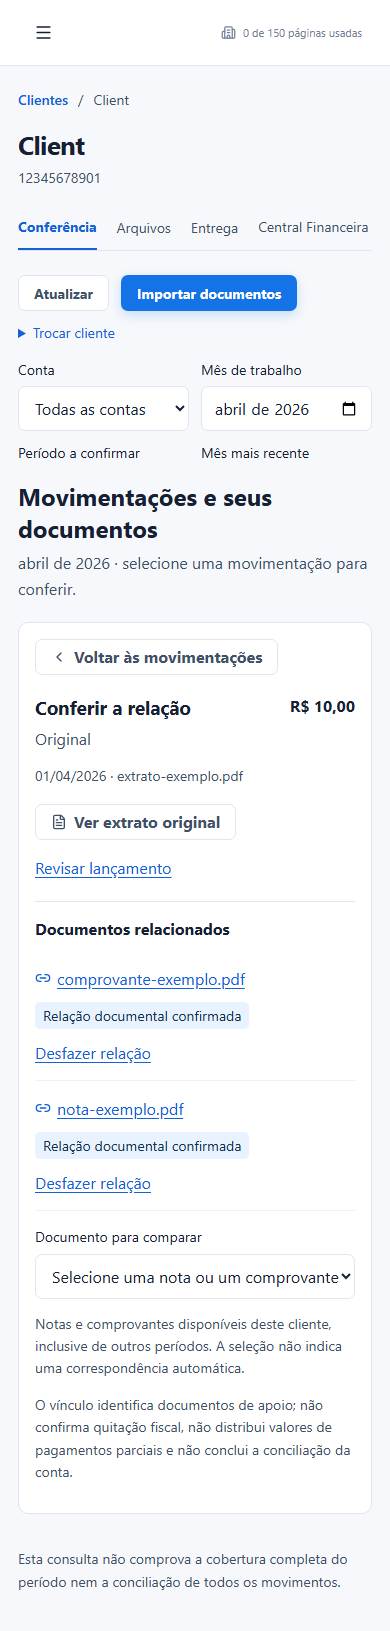 0 de 150 páginas usadas
Clientes / Client
Client
12345678901
Conferência Arquivos Entrega Central Financeira
Atualizar Importar documentos
Trocar cliente
Conta Mês de trabalho
Todas as contas abril de 2026
Período a confirmar Mês mais recente
Movimentações e seus
documentos
abril de 2026 · selecione uma movimentação para
conferir.
Voltar às movimentações
Conferir a relação R$ 10,00
Original
01/04/2026 · extrato-exemplo.pdf
Ver extrato original
Revisar lançamento
Documentos relacionados
comprovante-exemplo.pdf
Relação documental confirmada
Desfazer relação
nota-exemplo.pdf
Relação documental confirmada
Desfazer relação
Documento para comparar
Selecione uma nota ou um comprovante
Notas e comprovantes disponíveis deste cliente,
inclusive de outros períodos. A seleção não indica
uma correspondência automática.
O vínculo identifica documentos de apoio; não
confirma quitação fiscal, não distribui valores de
pagamentos parciais e não conclui a conciliação da
conta.
Esta consulta não comprova a cobertura completa do
período nem a conciliação de todos os movimentos.